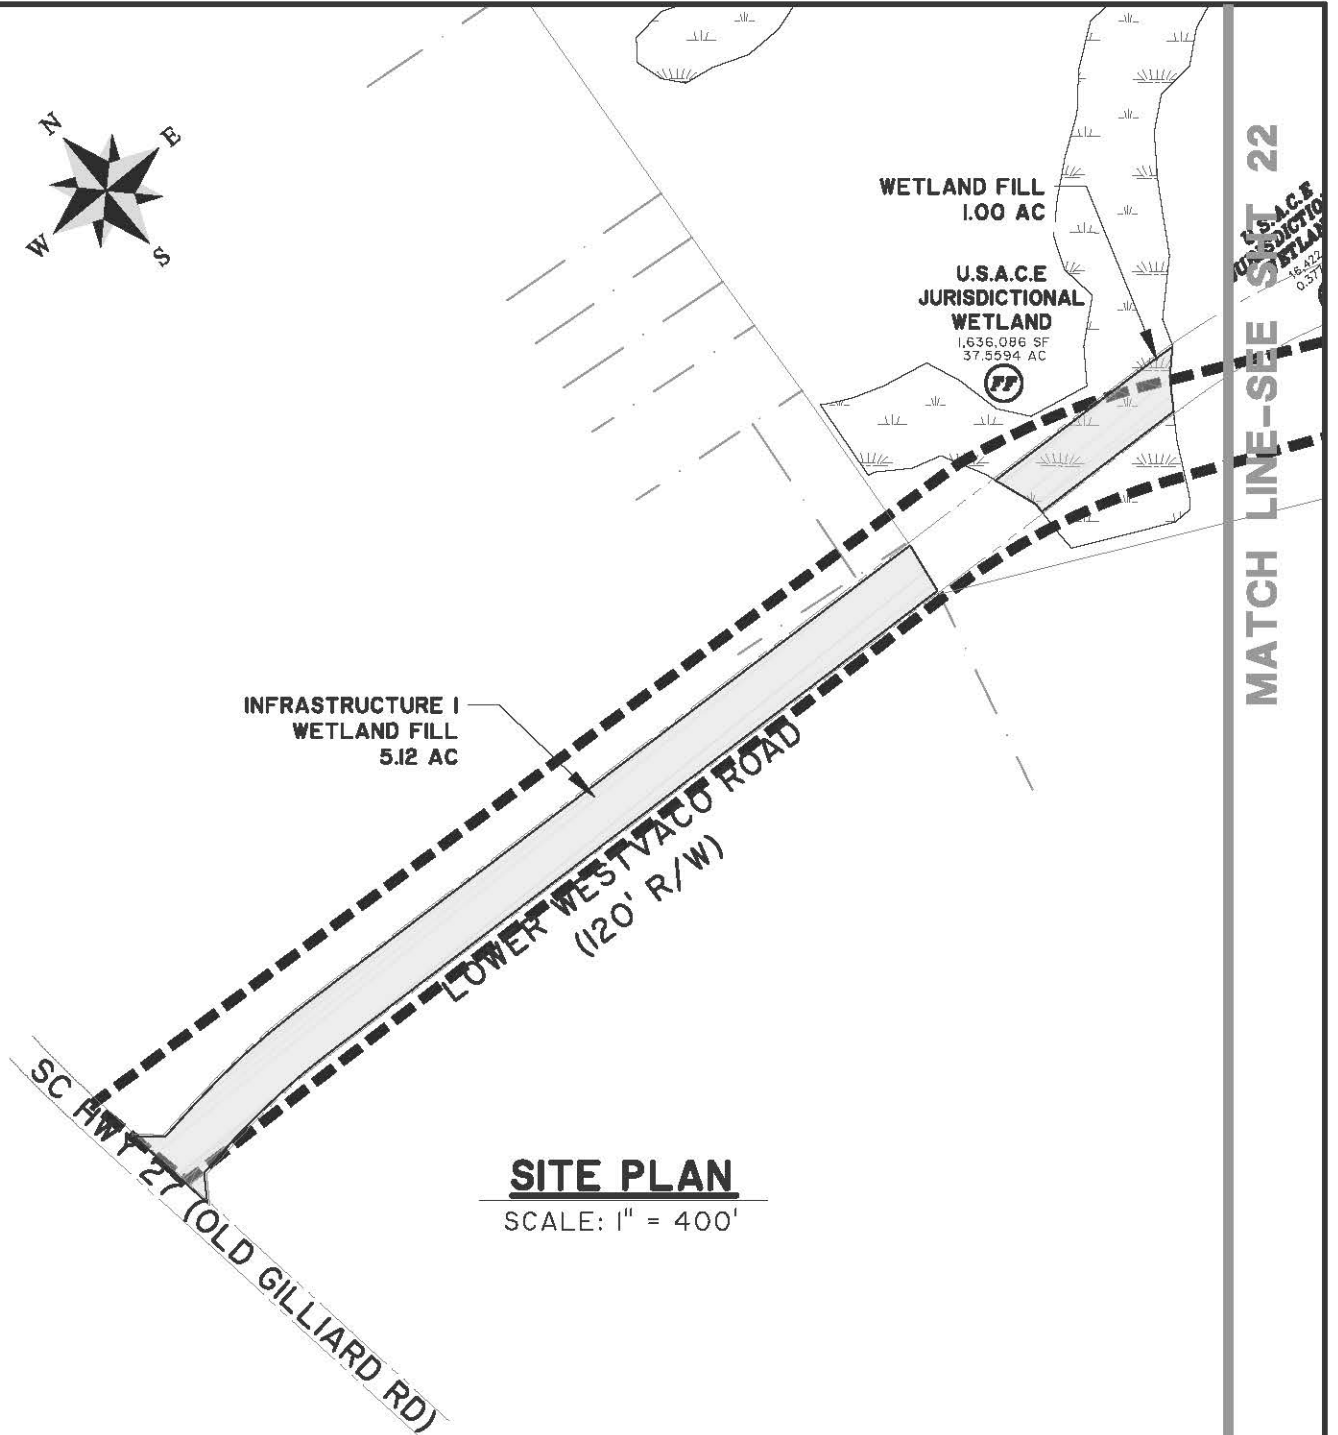 N
E
W
S
WETLAND FILL
1.00 AC
U.S.A.C.E
JURISDICTIONAL
WETLAND
1,636,086 SF
37.5594 AC
FF
U.S.A.C.E
MATCH LINE-SEE SHT 22
INFRASTRUCTURE 1
WETLAND FILL
5.12 AC
LOWER WESTVACO ROAD
(120' R/W)
SC HWY 27 (OLD GILLIARD RD)
SITE PLAN
SCALE: 1" = 400'